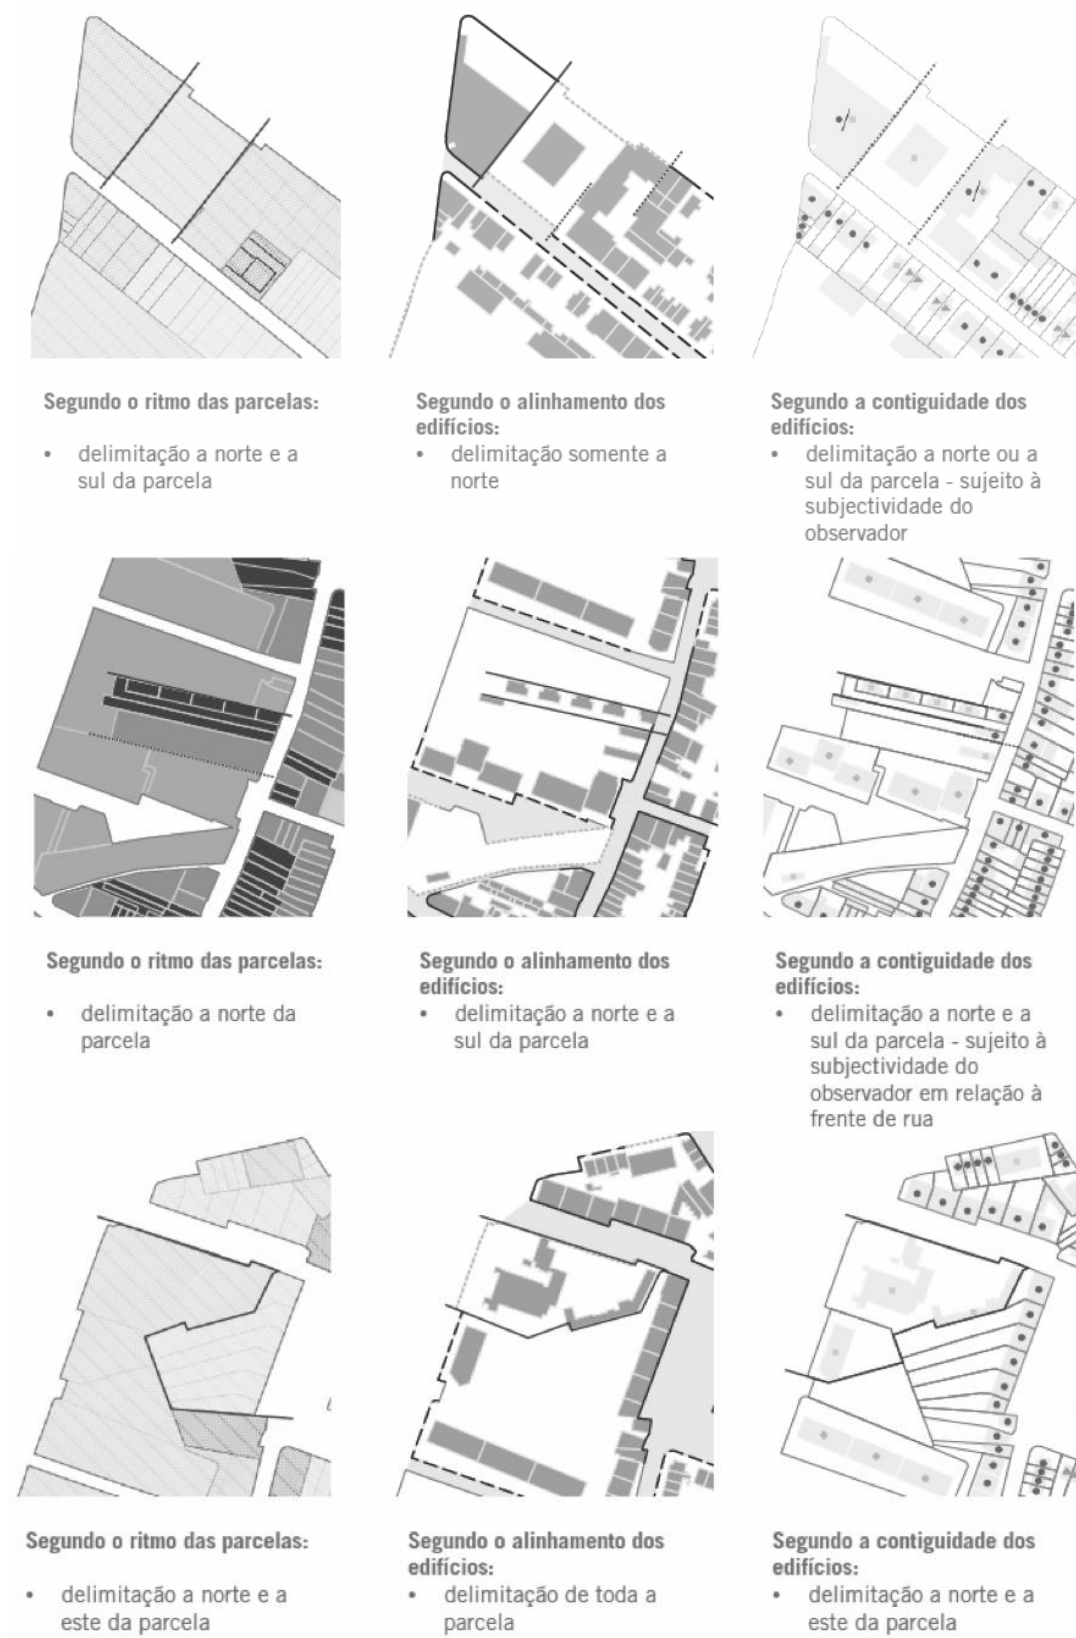 Segundo o ritmo das parcelas:
• delimitação a norte e a
sul da parcela
Segundo o alinhamento dos
edifícios:
• delimitação somente a
norte
Segundo a contiguidade dos
edifícios:
• delimitação a norte ou a
sul da parcela - sujeito à
subjectividade do
observador
Segundo o ritmo das parcelas:
• delimitação a norte da
parcela
Segundo o alinhamento dos
edifícios:
• delimitação a norte e a
sul da parcela
Segundo a contiguidade dos
edifícios:
• delimitação a norte e a
sul da parcela - sujeito à
subjectividade do
observador em relação à
frente de rua
Segundo o ritmo das parcelas:
• delimitação a norte e a
este da parcela
Segundo o alinhamento dos
edifícios:
• delimitação de toda a
parcela
Segundo a contiguidade dos
edifícios:
• delimitação a norte e a
este da parcela